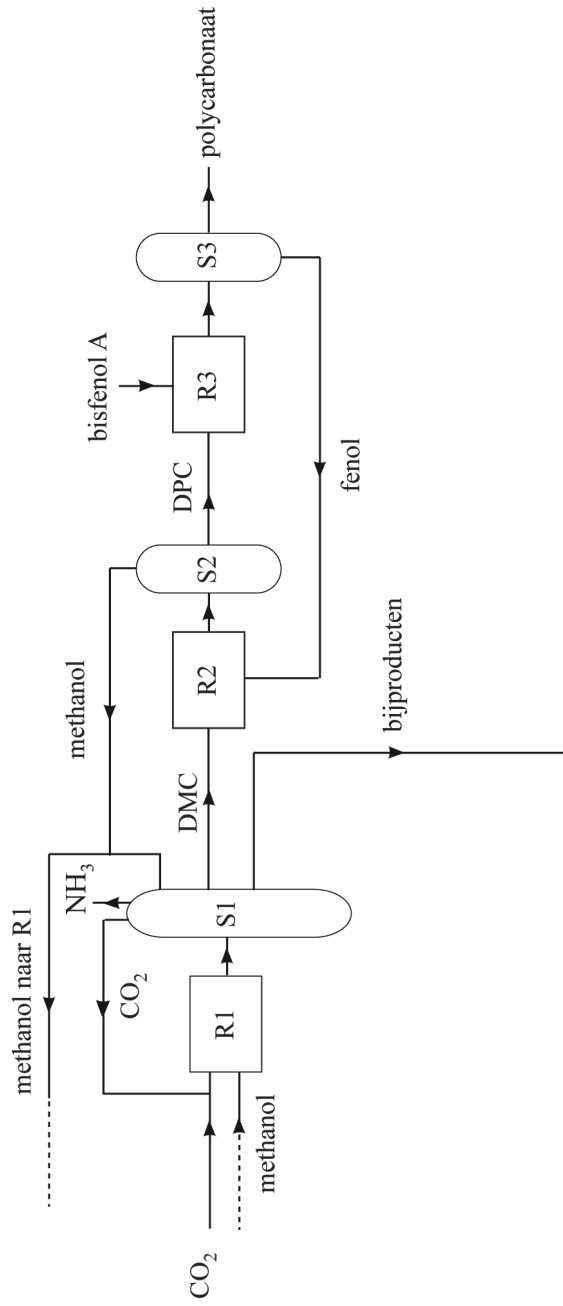 methanol naar R1
methanol
CO₂
NH₃
CO₂
methanol
R1
S1
DMC
R2
S2
DPC
bisfenol A
R3
S3
polycarbonaat
fenol
bijproducten